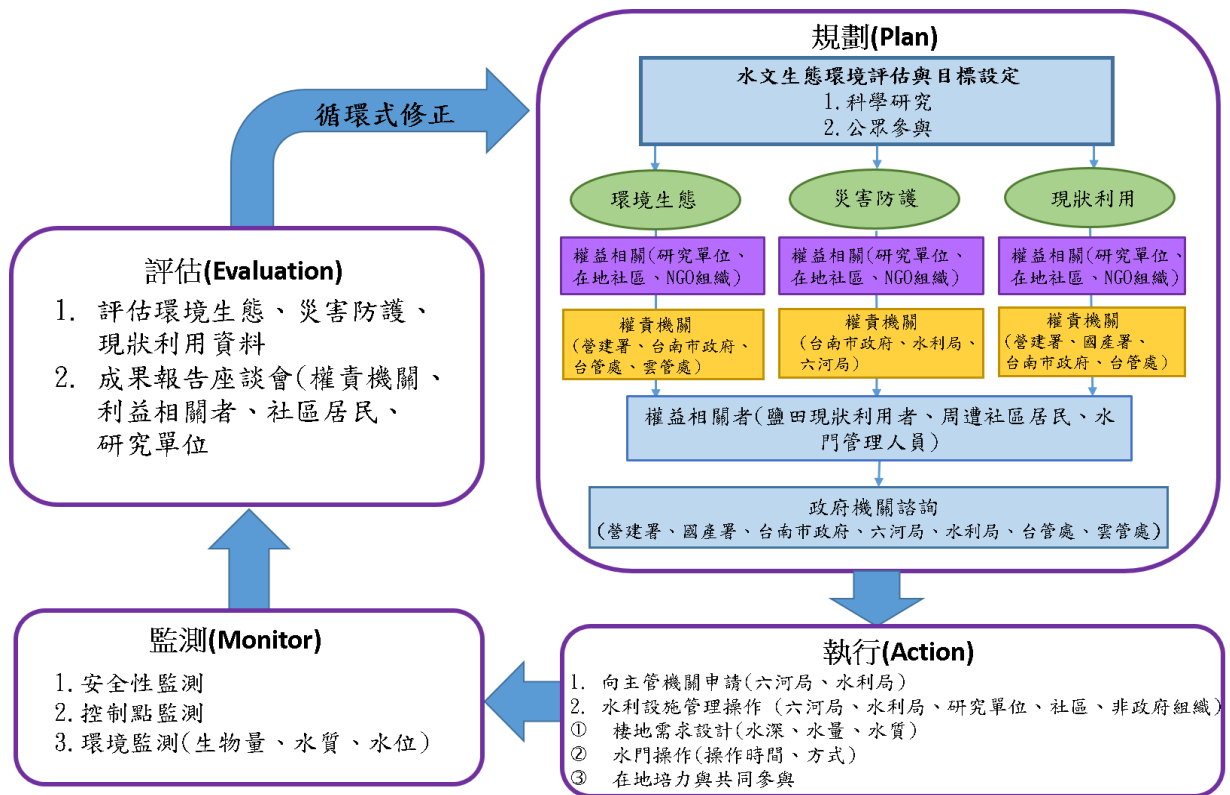 規劃(Plan)
水文生態環境評估與目標設定
1. 科學研究
2. 公眾參與
循環式修正
環境生態
災害防護
現狀利用
權益相關(研究單位、
在地社區、NGO組織)
權益相關(研究單位、
在地社區、NGO組織)
權益相關(研究單位、
在地社區、NGO組織)
權責機關
(營建署、台南市政府、
台管處、雲管處)
權責機關
(台南市政府、水利局、
六河局)
權責機關
(營建署、國產署、
台南市政府、台管處)
權益相關者(鹽田現狀利用者、周遭社區居民、水
門管理人員)
政府機關諮詢
(營建署、國產署、台南市政府、六河局、水利局、台管處、雲管處)
執行(Action)
1. 向主管機關申請(六河局、水利局)
2. 水利設施管理操作 (六河局、水利局、研究單位、社區、非政府組織)
① 棲地需求設計(水深、水量、水質)
② 水門操作(操作時間、方式)
③ 在地培力與共同參與
監測(Monitor)
1. 安全性監測
2. 控制點監測
3. 環境監測(生物量、水質、水位)
評估(Evaluation)
1. 評估環境生態、災害防護、
現狀利用資料
2. 成果報告座談會(權責機關、
利益相關者、社區居民、
研究單位